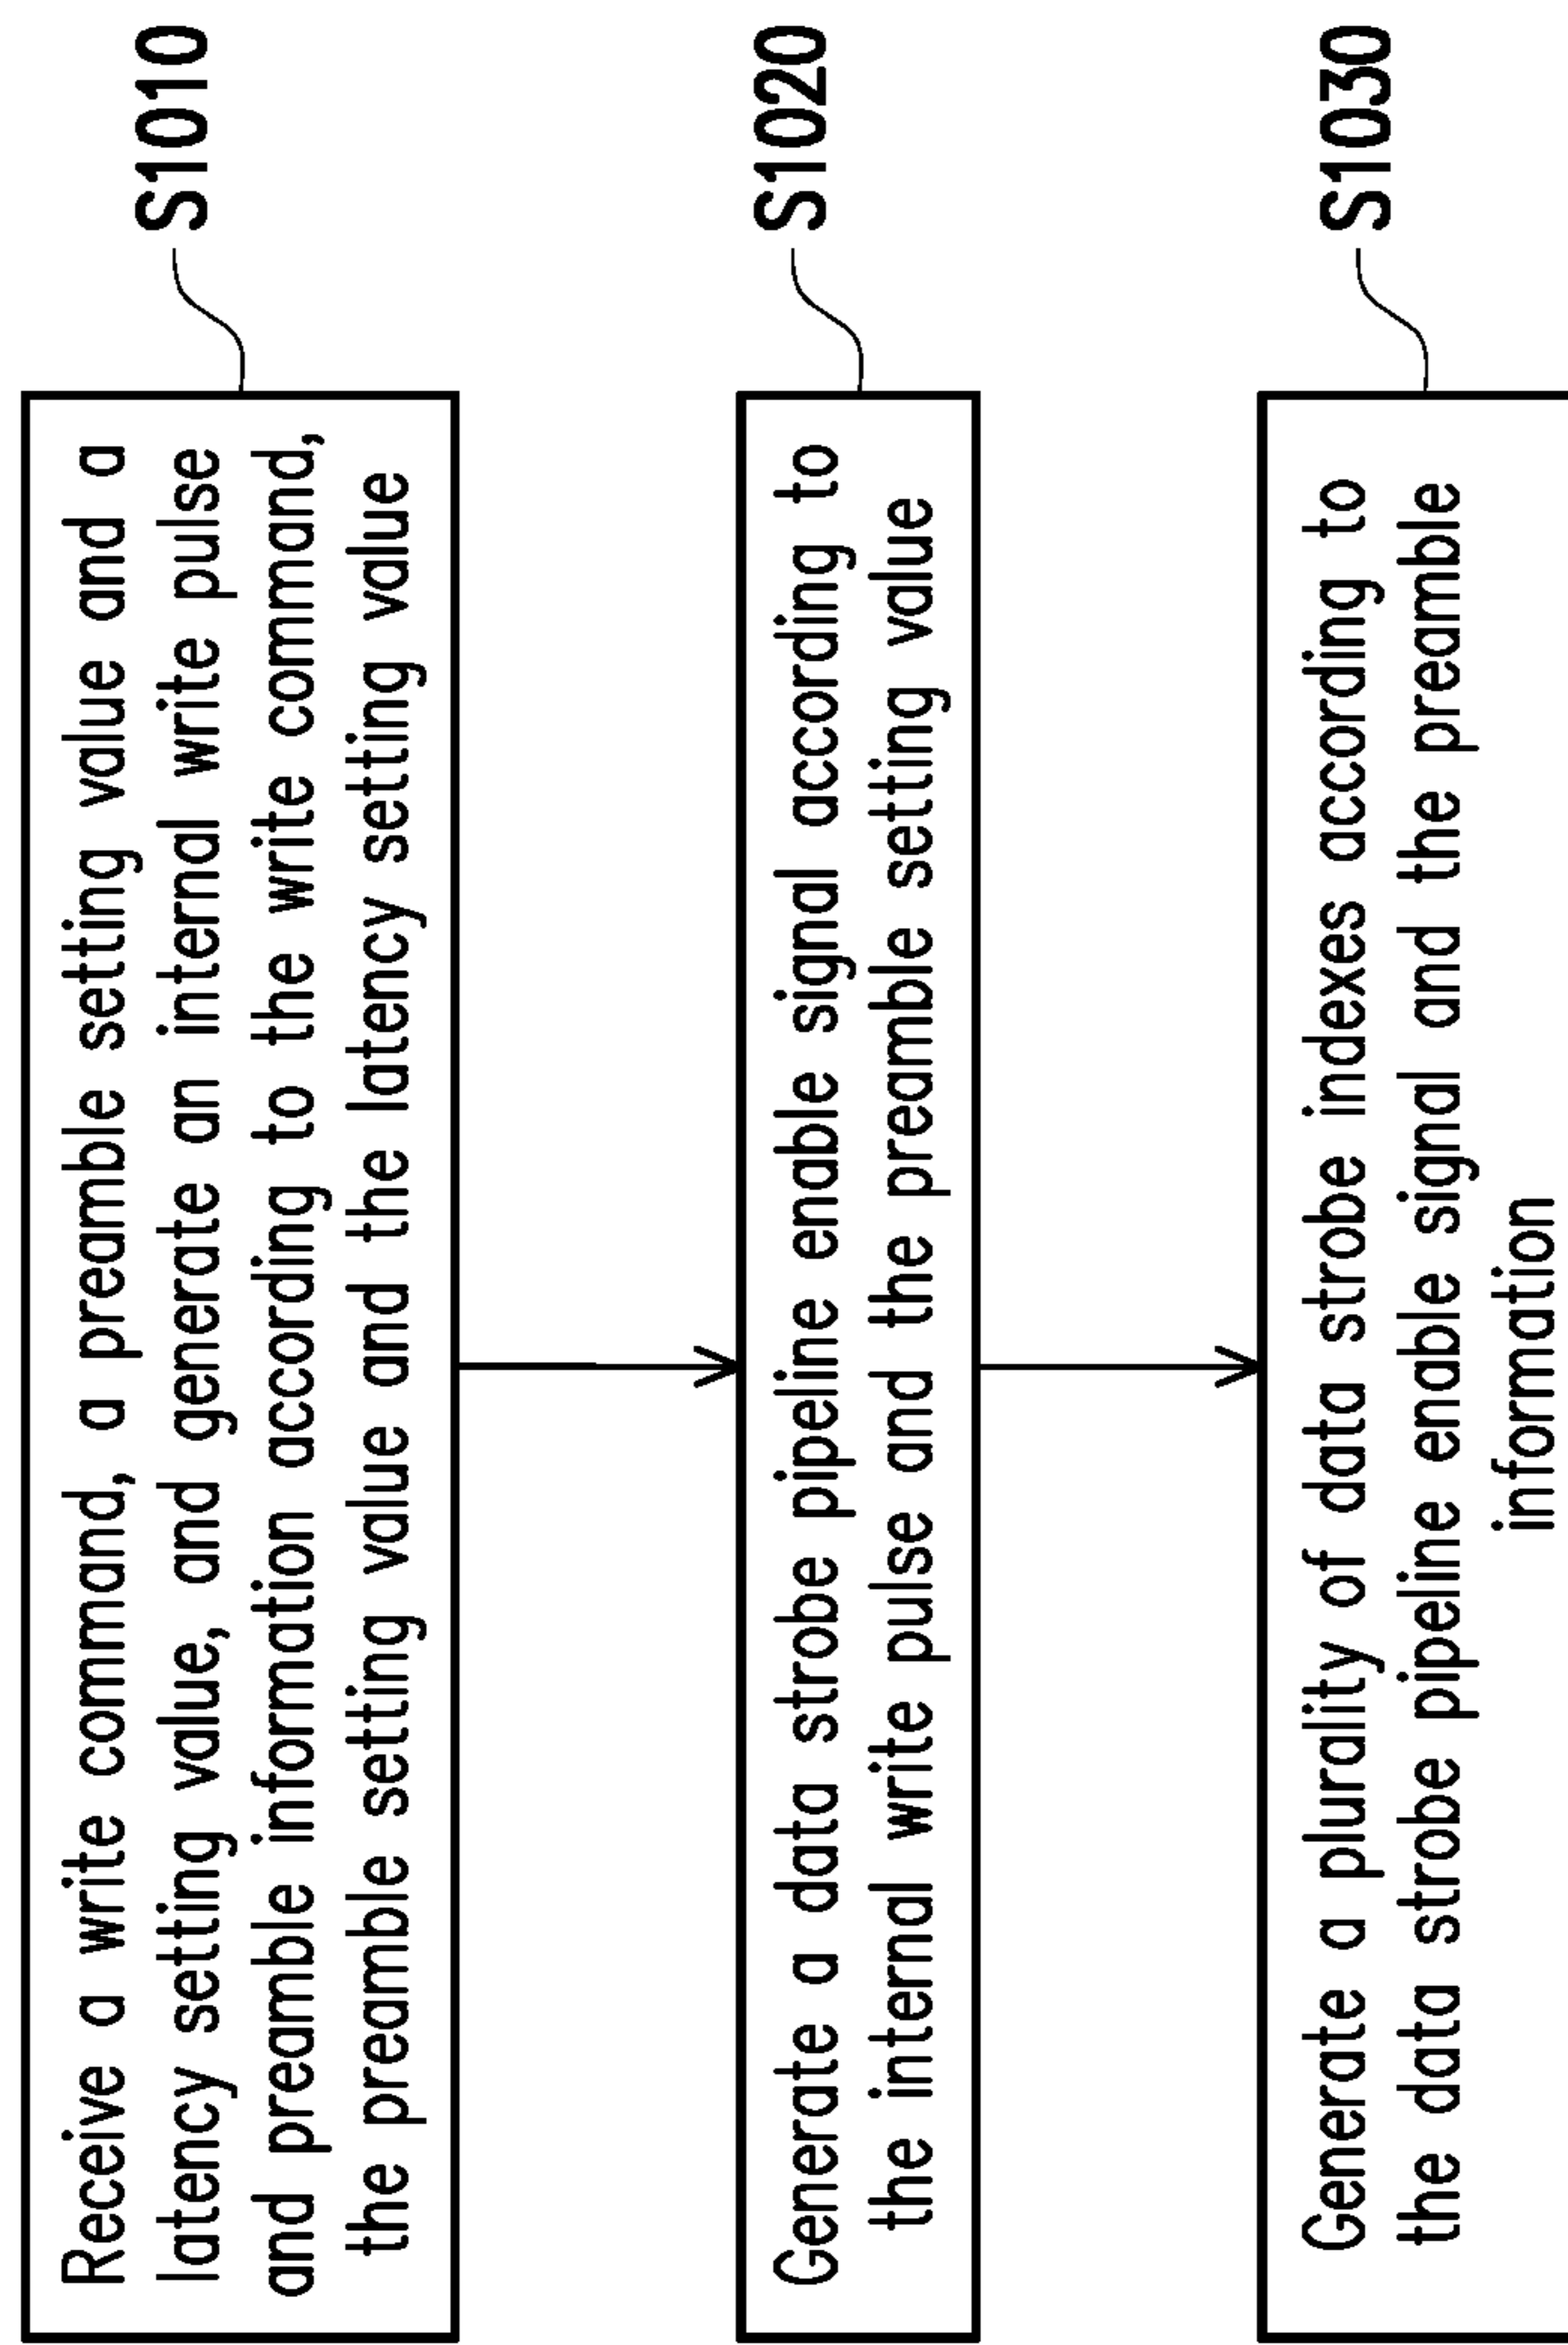 Receive a write command, a preamble setting value and a
latency setting value, and generate an internal write pulse
and preamble information according to the write command,
the preamble setting value and the latency setting value
S1010
Generate a data strobe pipeline enable signal according to
the internal write pulse and the preamble setting value
S1020
Generate a plurality of data strobe indexes according to
the data strobe pipeline enable signal and the preamble
information
S1030